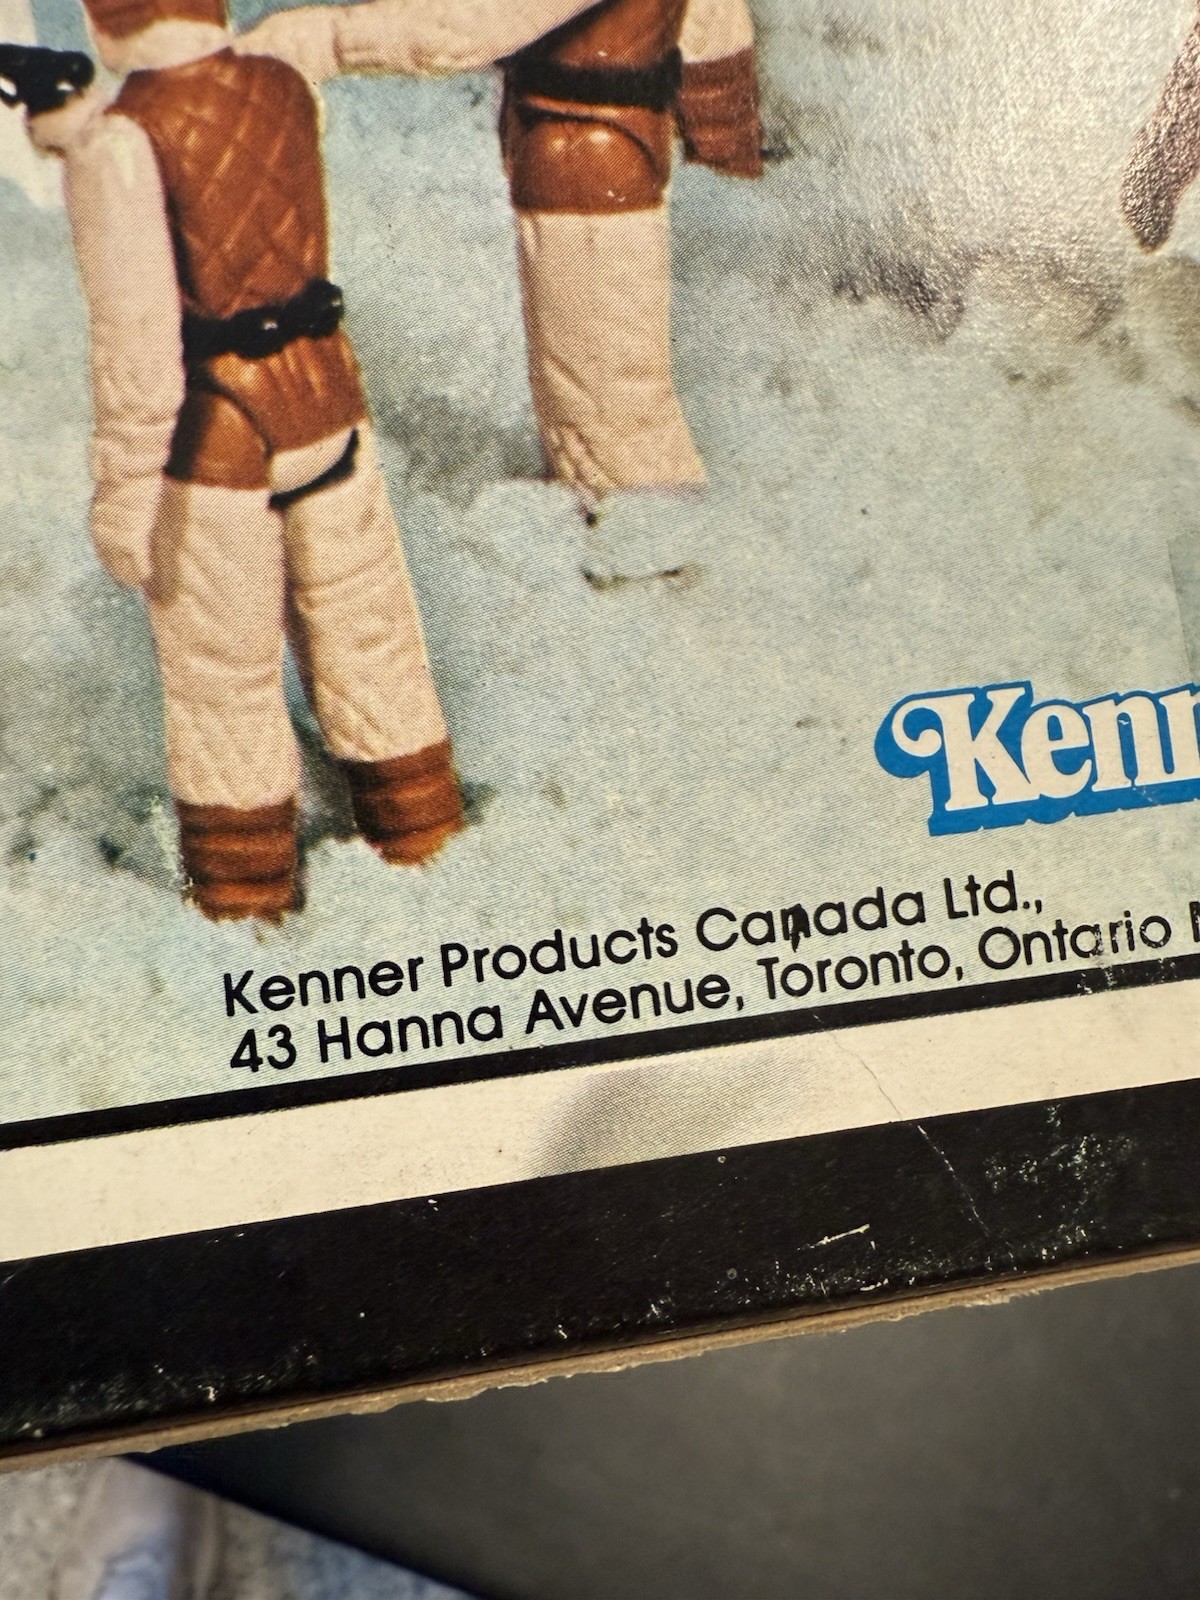 Kenn
Kenner Products Canada Ltd.,
43 Hanna Avenue, Toronto, Ontario